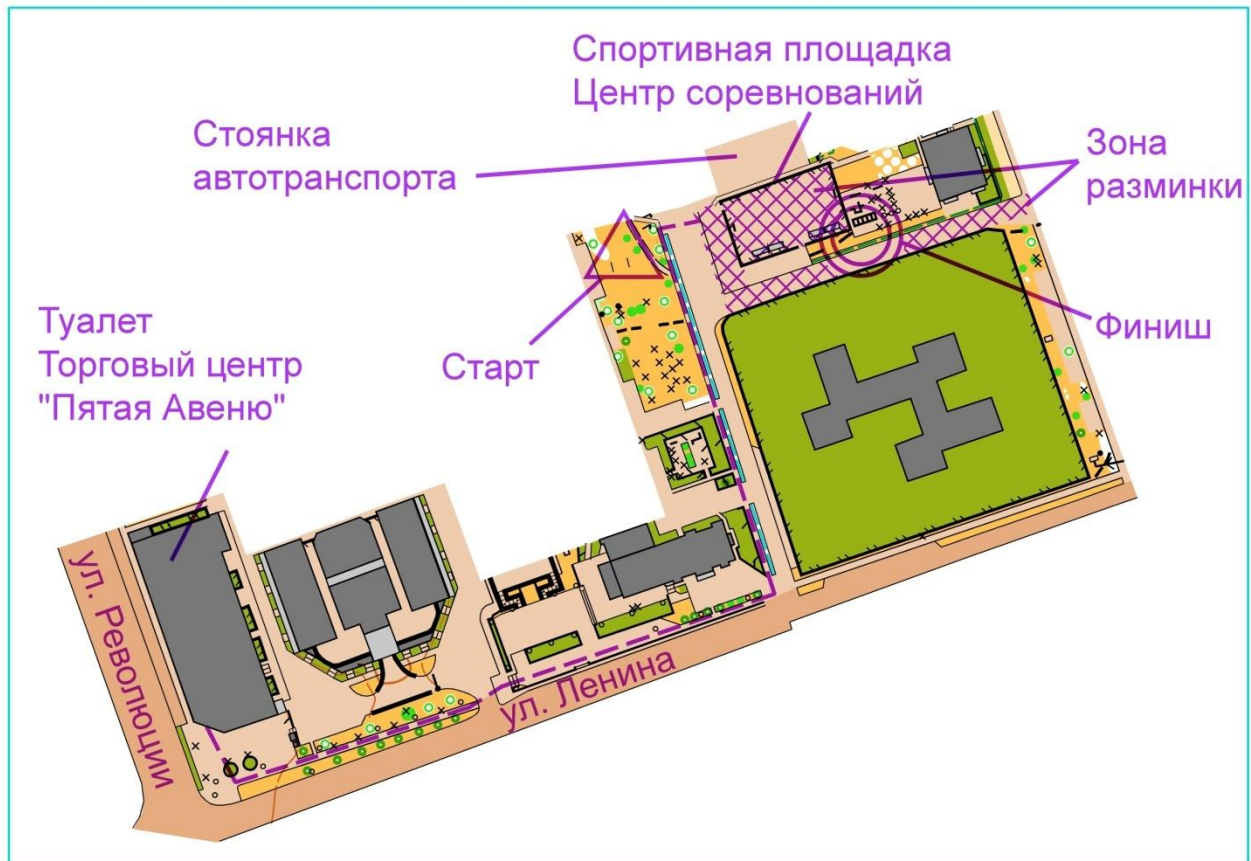 Спортивная площадка
Центр соревнований
Стоянка
автотранспорта
Зона
разминки
Туалет
Торговый центр
"Пятая Авеню"
Старт
Финиш
ул. Революции
ул. Ленина